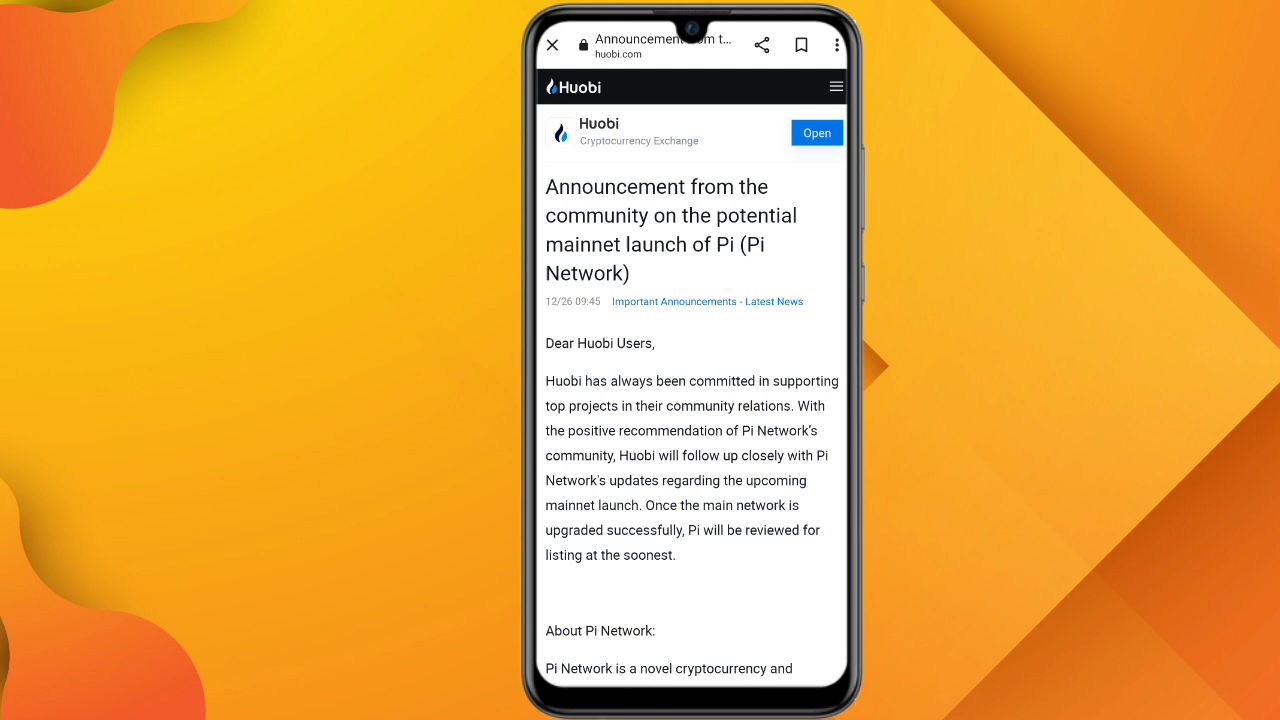 Announcement from t...
huobi.com
Huobi
Huobi
Cryptocurrency Exchange
Open
Announcement from the
community on the potential
mainnet launch of Pi (Pi
Network)
12/26 09:45 Important Announcements - Latest News
Dear Huobi Users,
Huobi has always been committed in supporting
top projects in their community relations. With
the positive recommendation of Pi Network’s
community, Huobi will follow up closely with Pi
Network's updates regarding the upcoming
mainnet launch. Once the main network is
upgraded successfully, Pi will be reviewed for
listing at the soonest.
About Pi Network:
Pi Network is a novel cryptocurrency and